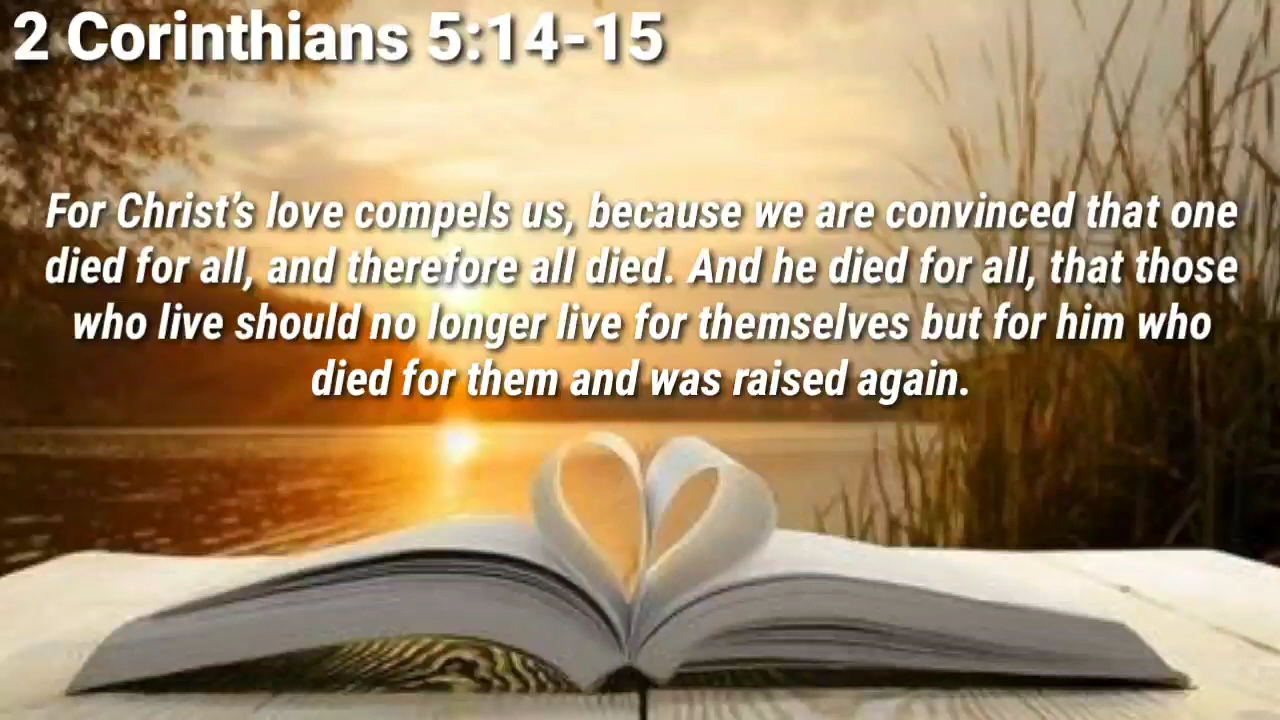 2 Corinthians 5:14-15
For Christ’s love compels us, because we are convinced that one
died for all, and therefore all died. And he died for all, that those
who live should no longer live for themselves but for him who
died for them and was raised again.